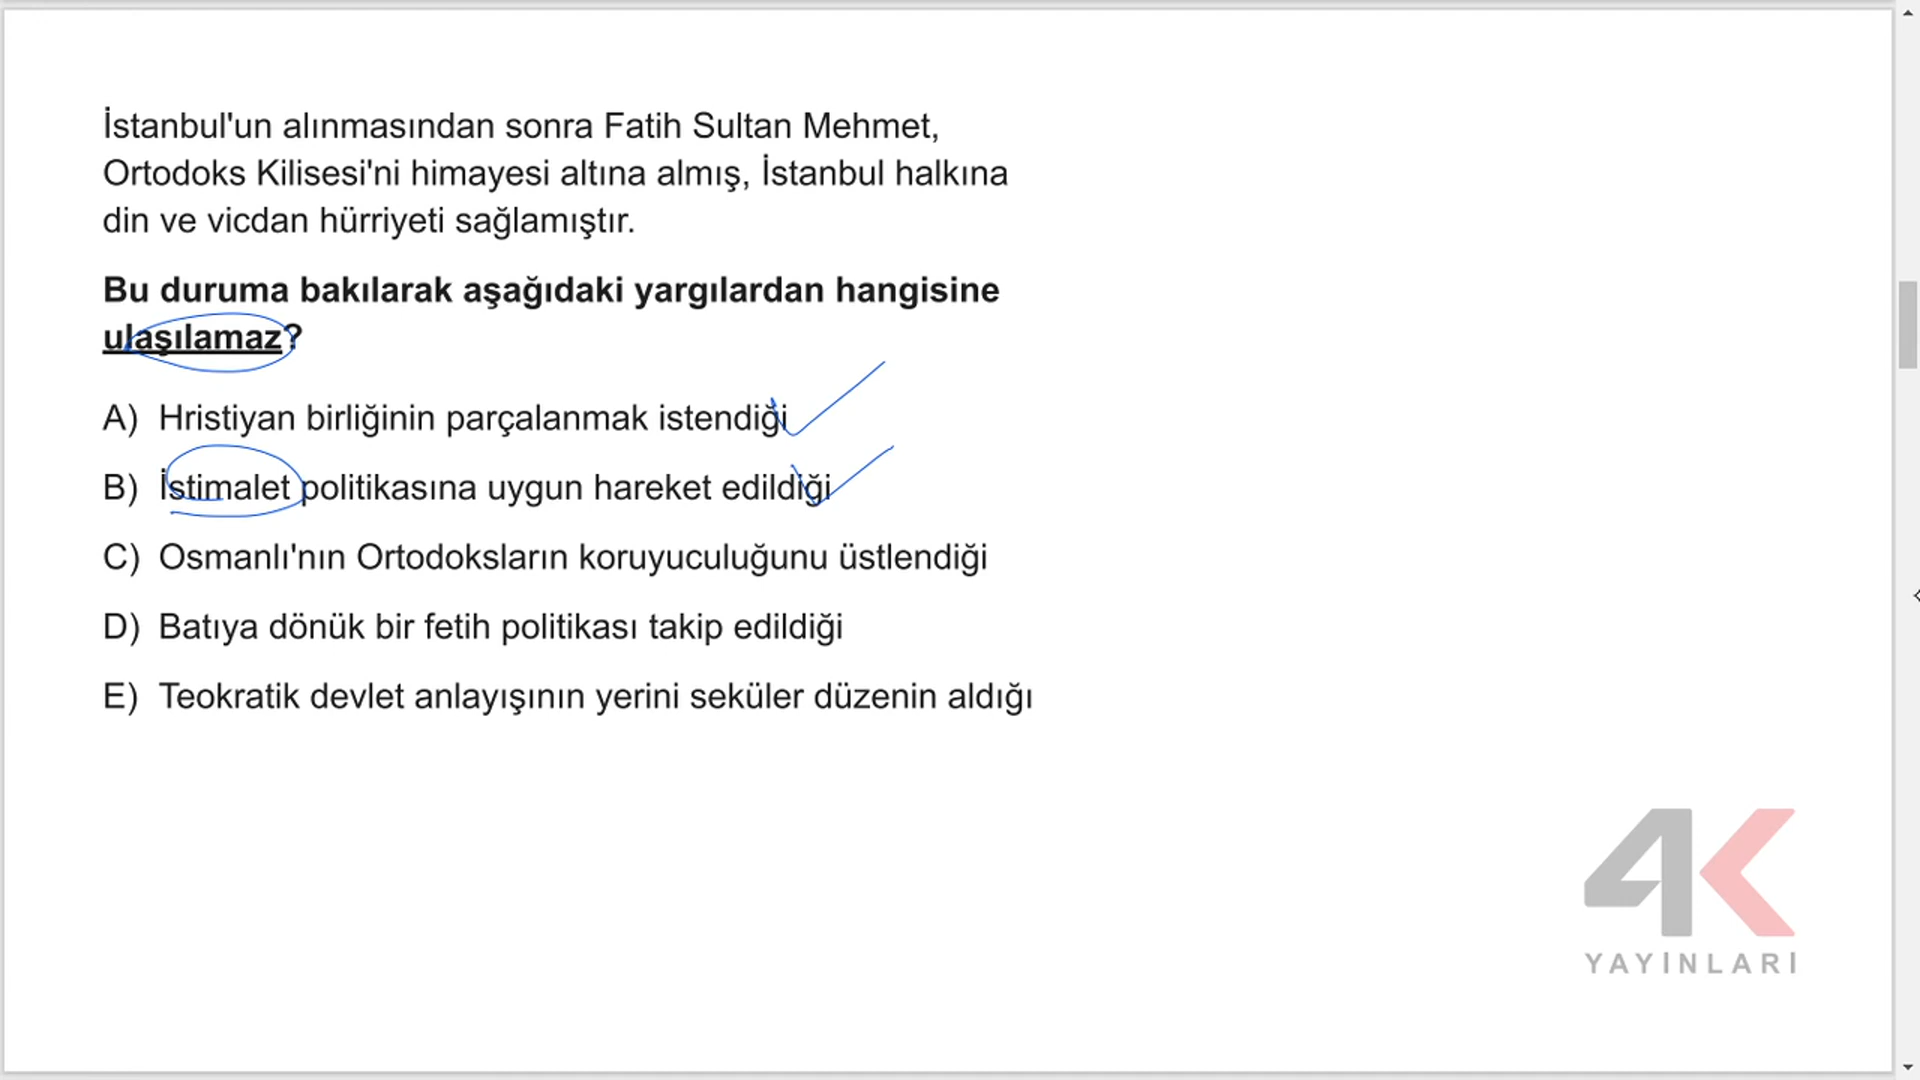 İstanbul'un alınmasından sonra Fatih Sultan Mehmet,
Ortodoks Kilisesi'ni himayesi altına almış, İstanbul halkına
din ve vicdan hürriyeti sağlamıştır.
Bu duruma bakılarak aşağıdaki yargılardan hangisine
ulaşılamaz?
A) Hristiyan birliğinin parçalanmak istendiği
B) İstimalet politikasına uygun hareket edildiği
C) Osmanlı'nın Ortodoksların koruyuculuğunu üstlendiği
D) Batıya dönük bir fetih politikası takip edildiği
E) Teokratik devlet anlayışının yerini seküler düzenin aldığı
4K
YAYINLARI